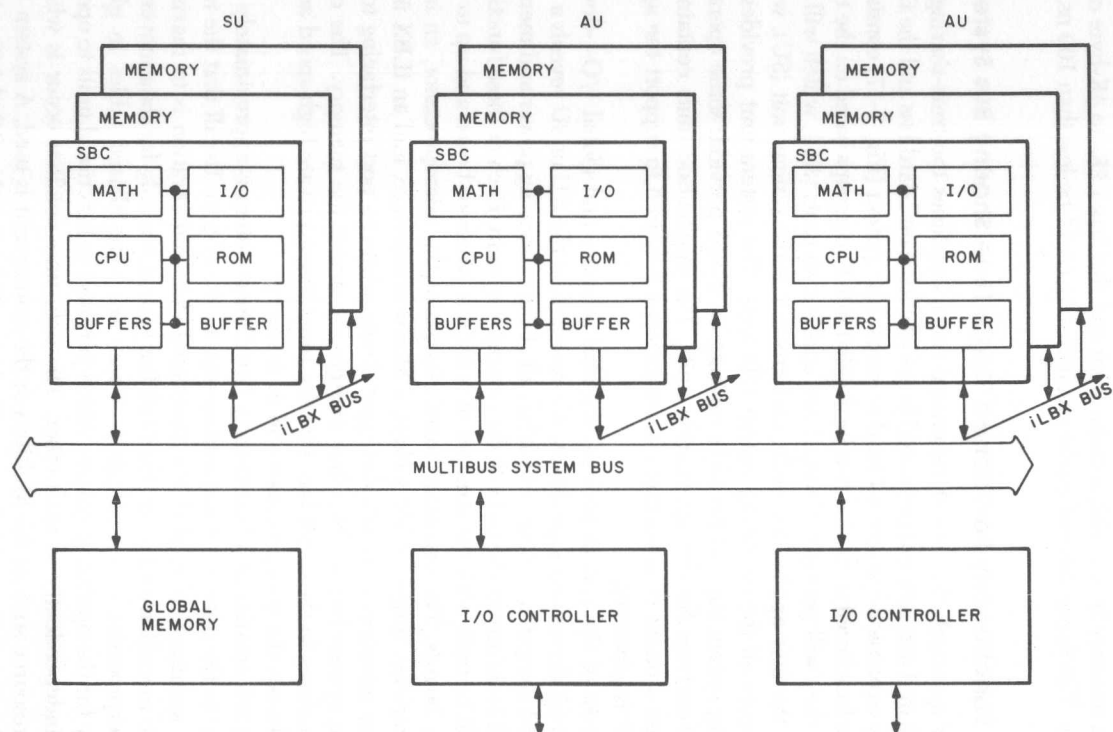 SU AU AU
MEMORY MEMORY MEMORY
MEMORY MEMORY MEMORY
SBC SBC SBC
MATH I/O MATH I/O MATH I/O
CPU ROM CPU ROM CPU ROM
BUFFERS BUFFER BUFFERS BUFFER BUFFERS BUFFER
iLBX BUS iLBX BUS iLBX BUS
MULTIBUS SYSTEM BUS
GLOBAL
MEMORY
I/O CONTROLLER I/O CONTROLLER